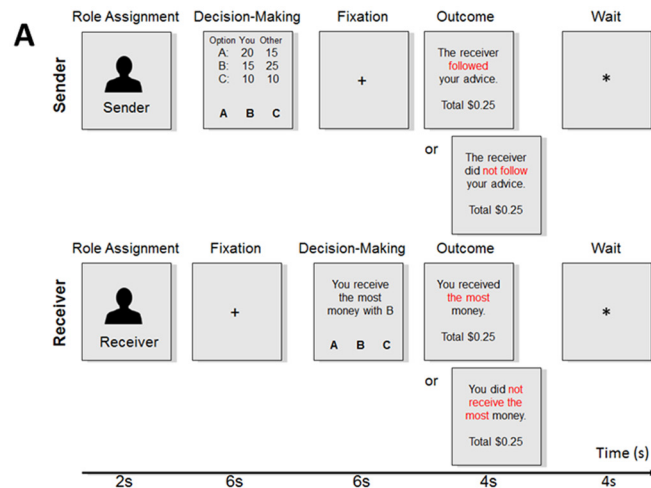 A
Role Assignment Decision-Making Fixation Outcome Wait
Sender
Sender
Option You Other
A: 20 15
B: 15 25
C: 10 10
A B C
+
The receiver
followed
your advice.
Total $0.25
*
or
The receiver
did not follow
your advice.
Total $0.25
Role Assignment Fixation Decision-Making Outcome Wait
Receiver
Receiver
+
You receive
the most
money with B
A B C
You received
the most
money.
Total $0.25
*
or
You did not
receive the
most money.
Total $0.25
Time (s)
2s 6s 6s 4s 4s